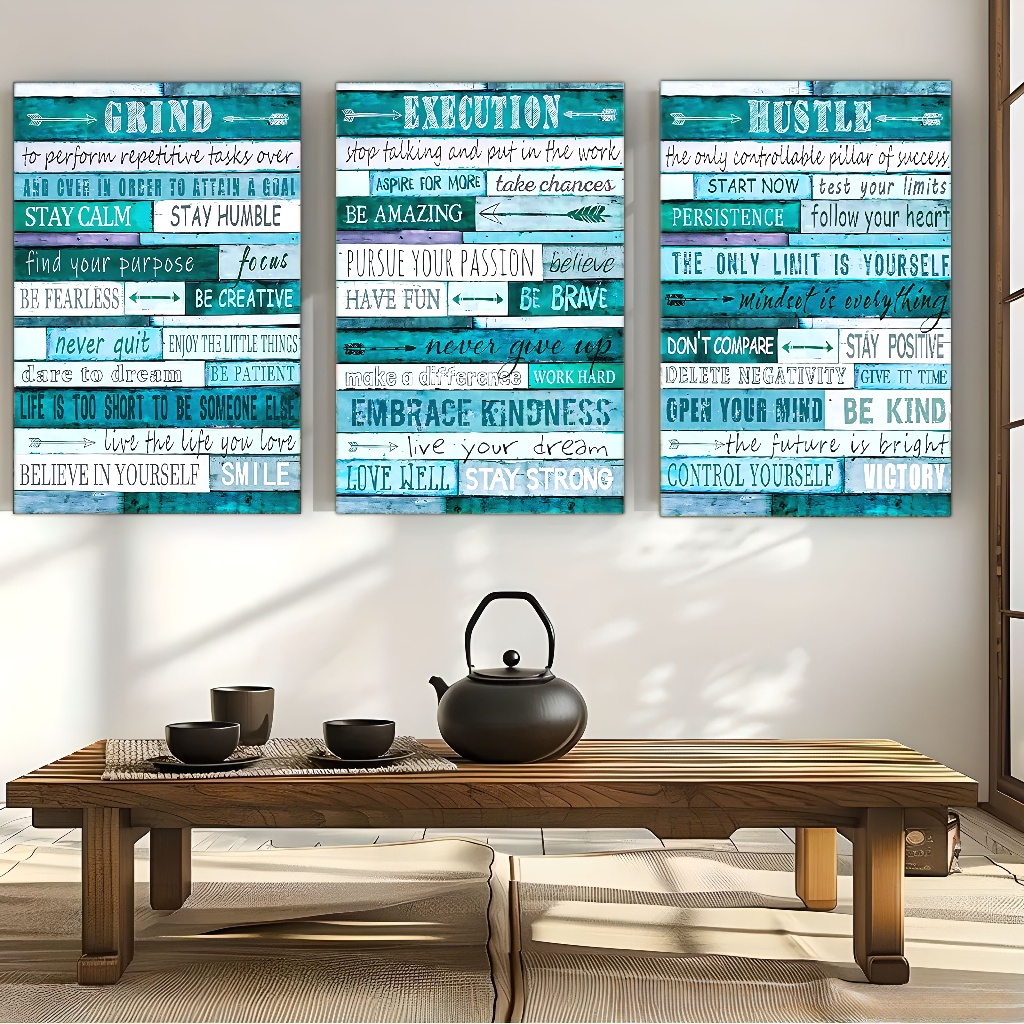 GRIND
to perform repetitive tasks over
AND OVER IN ORDER TO ATTAIN A GOAL
STAY CALM STAY HUMBLE
find your purpose focus
BE FEARLESS BE CREATIVE
never quit ENJOY THE LITTLE THINGS
dare to dream BE PATIENT
LIFE IS TOO SHORT TO BE SOMEONE ELSE
live the life you love
BELIEVE IN YOURSELF SMILE
EXECUTION
stop talking and put in the work
ASPIRE FOR MORE take chances
BE AMAZING
PURSUE YOUR PASSION believe
HAVE FUN BE BRAVE
never give up
make a difference WORK HARD
EMBRACE KINDNESS
live your dream
LOVE WELL STAY STRONG
HUSTLE
the only controllable pillar of success
START NOW test your limits
PERSISTENCE follow your heart
THE ONLY LIMIT IS YOURSELF
mindset is everything
DON'T COMPARE STAY POSITIVE
DELETE NEGATIVITY GIVE IT TIME
OPEN YOUR MIND BE KIND
the future is bright
CONTROL YOURSELF VICTORY